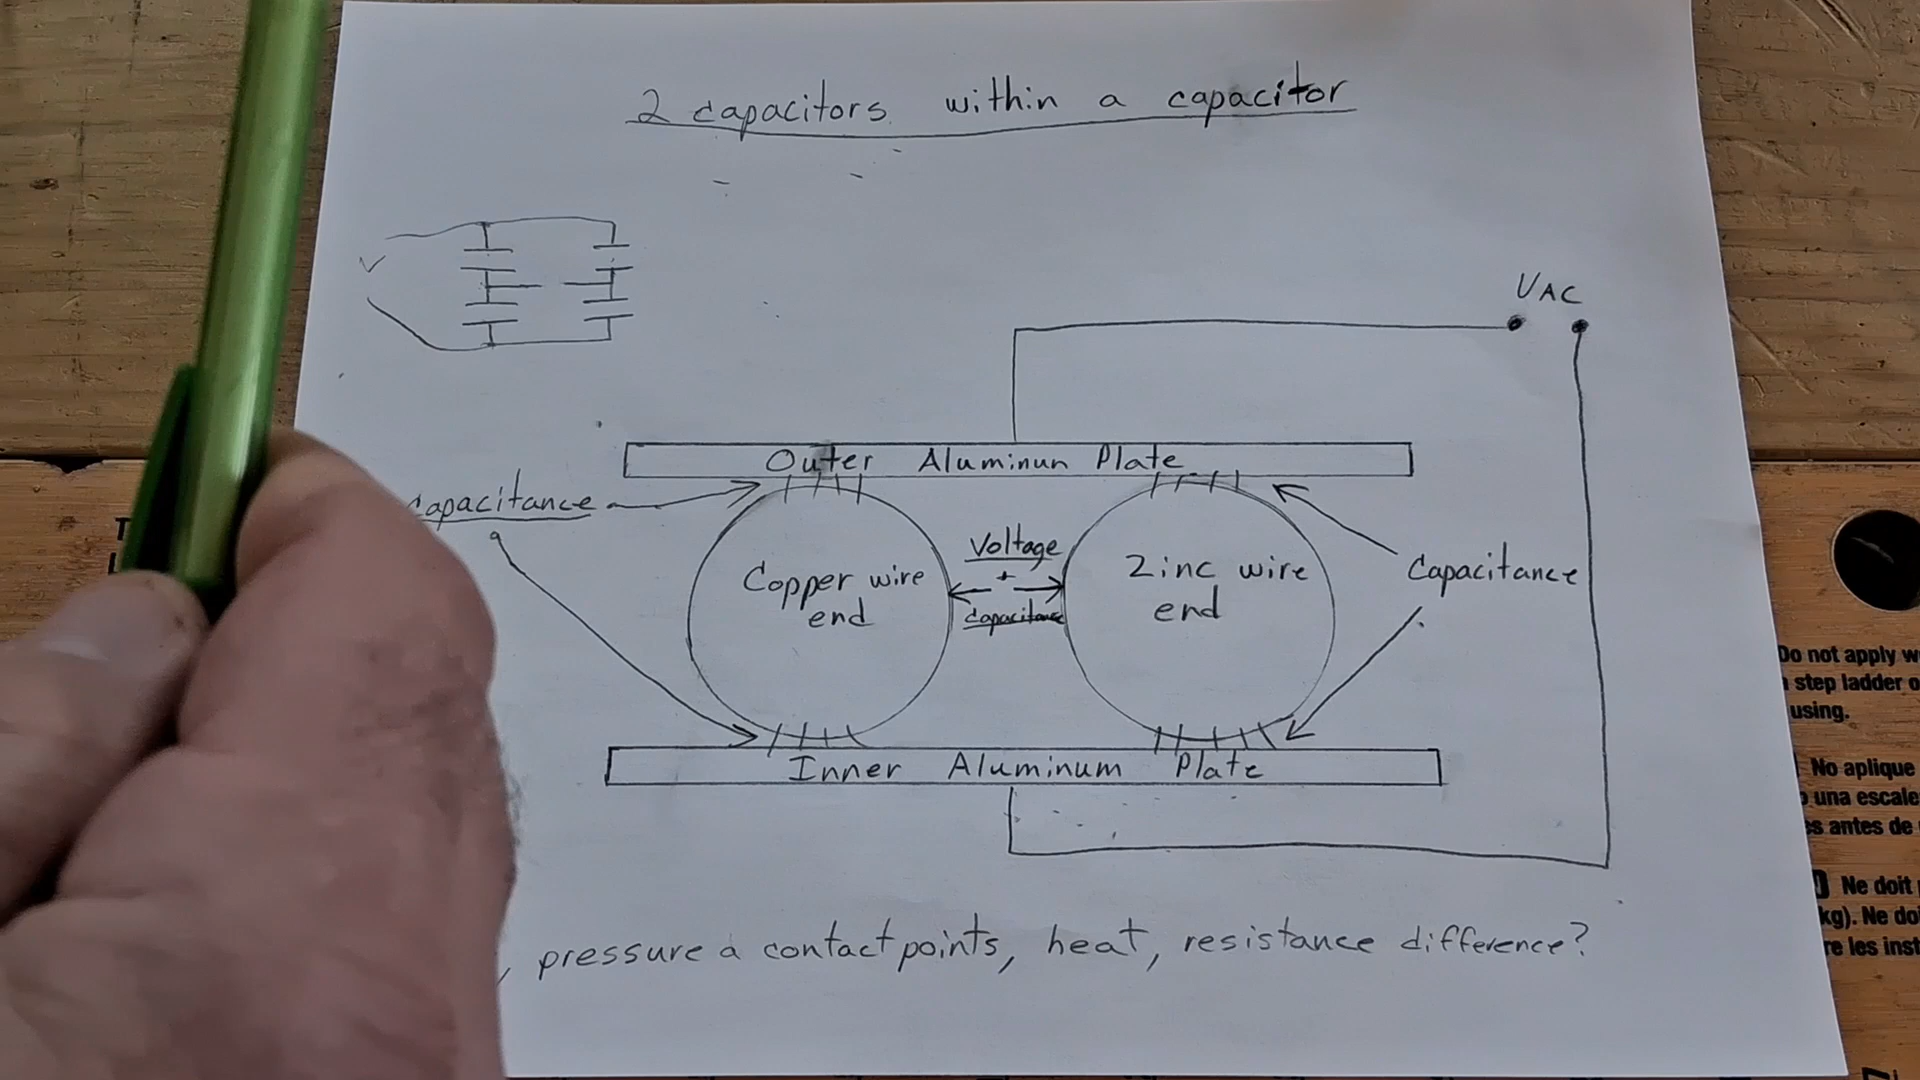 2 capacitors within a capacitor
V
VAC
Outer Aluminun Plate
capacitance
Voltage
+
capacitance
Copper wire
end
Zinc wire
end
Capacitance
Inner Aluminum Plate
, pressure a contact points, heat, resistance difference?
Do not apply w
step ladder o
using.
No aplique
una escale
s antes de
Ne doit
kg). Ne do
re les inst